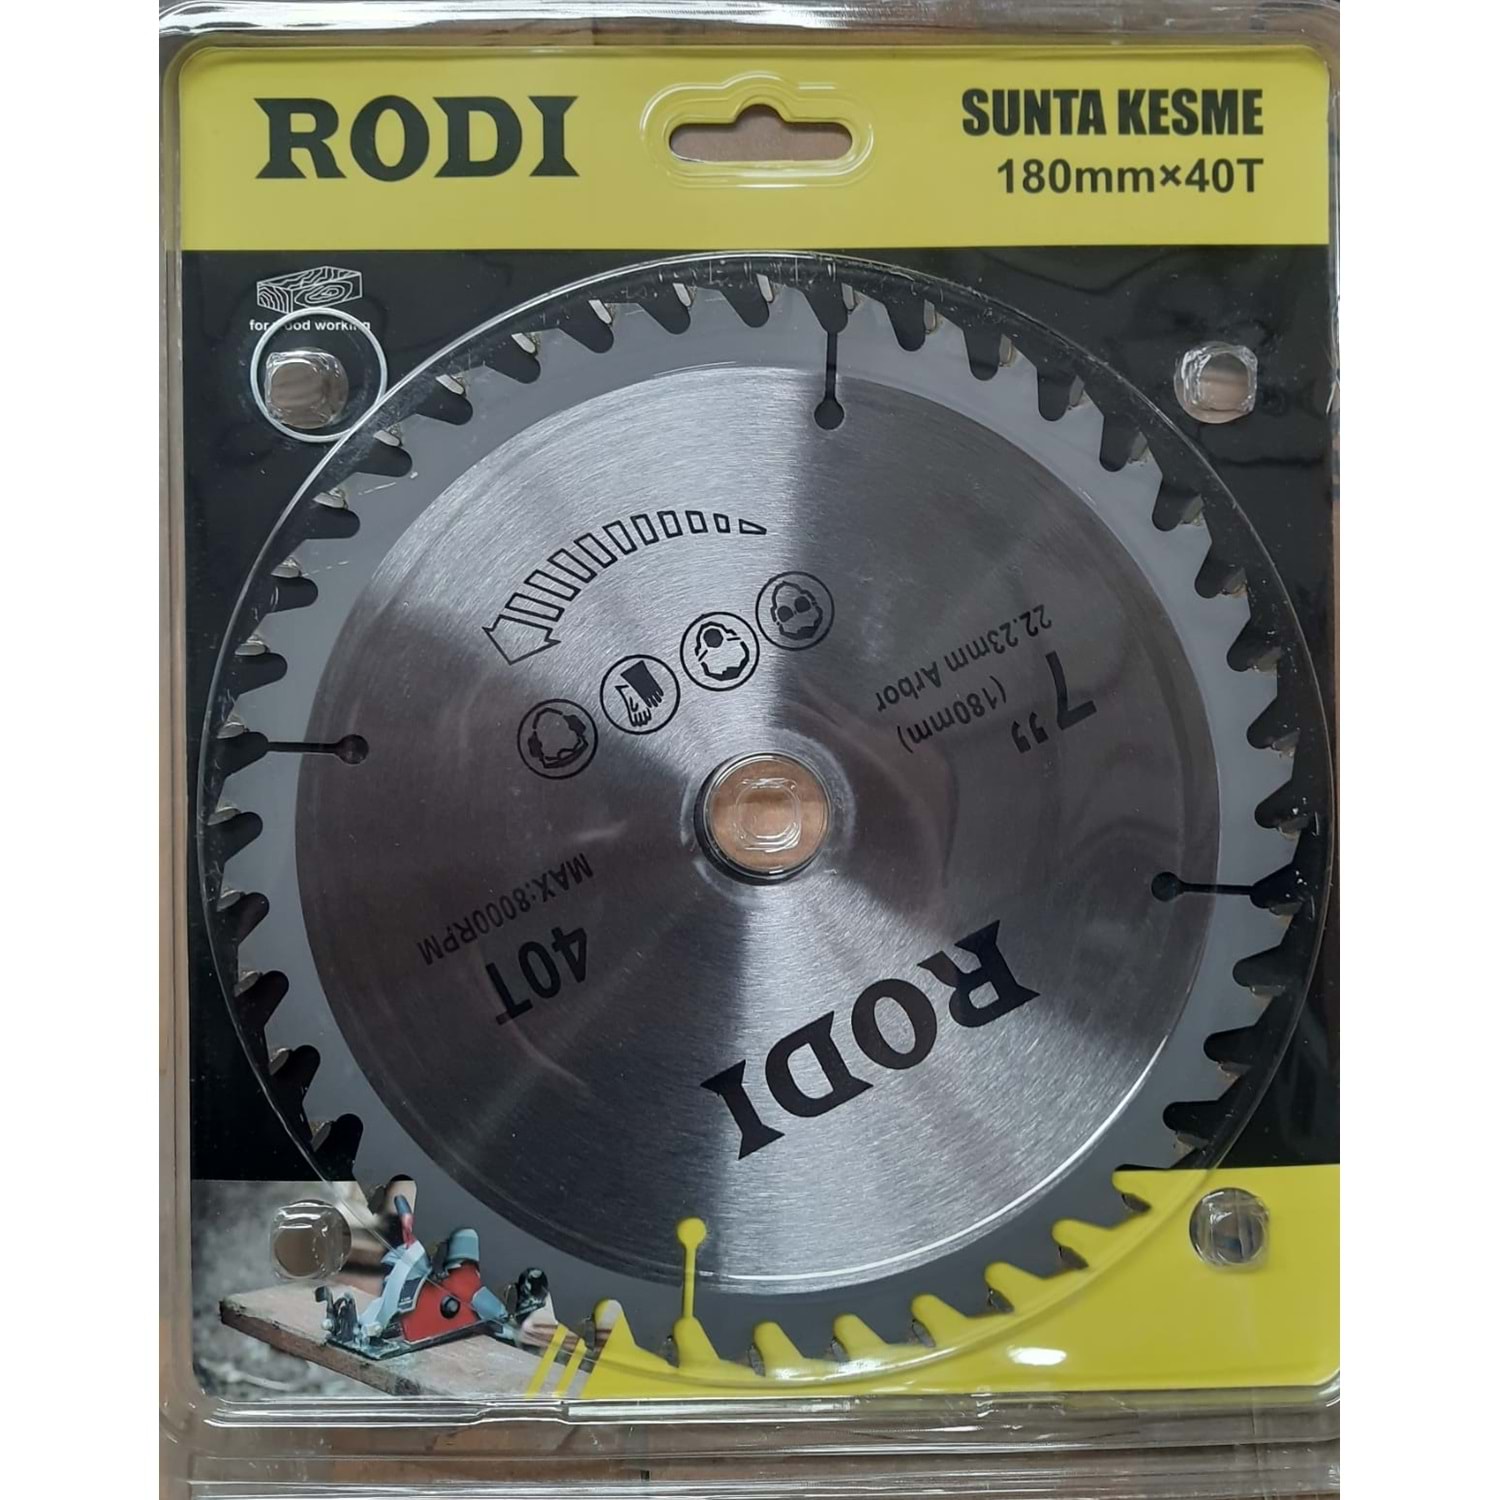 RODI
SUNTA KESME
180mm×40T
for wood working
7" (180mm)
22.23mm Arbor
40T
MAX:8000RPM
RODI